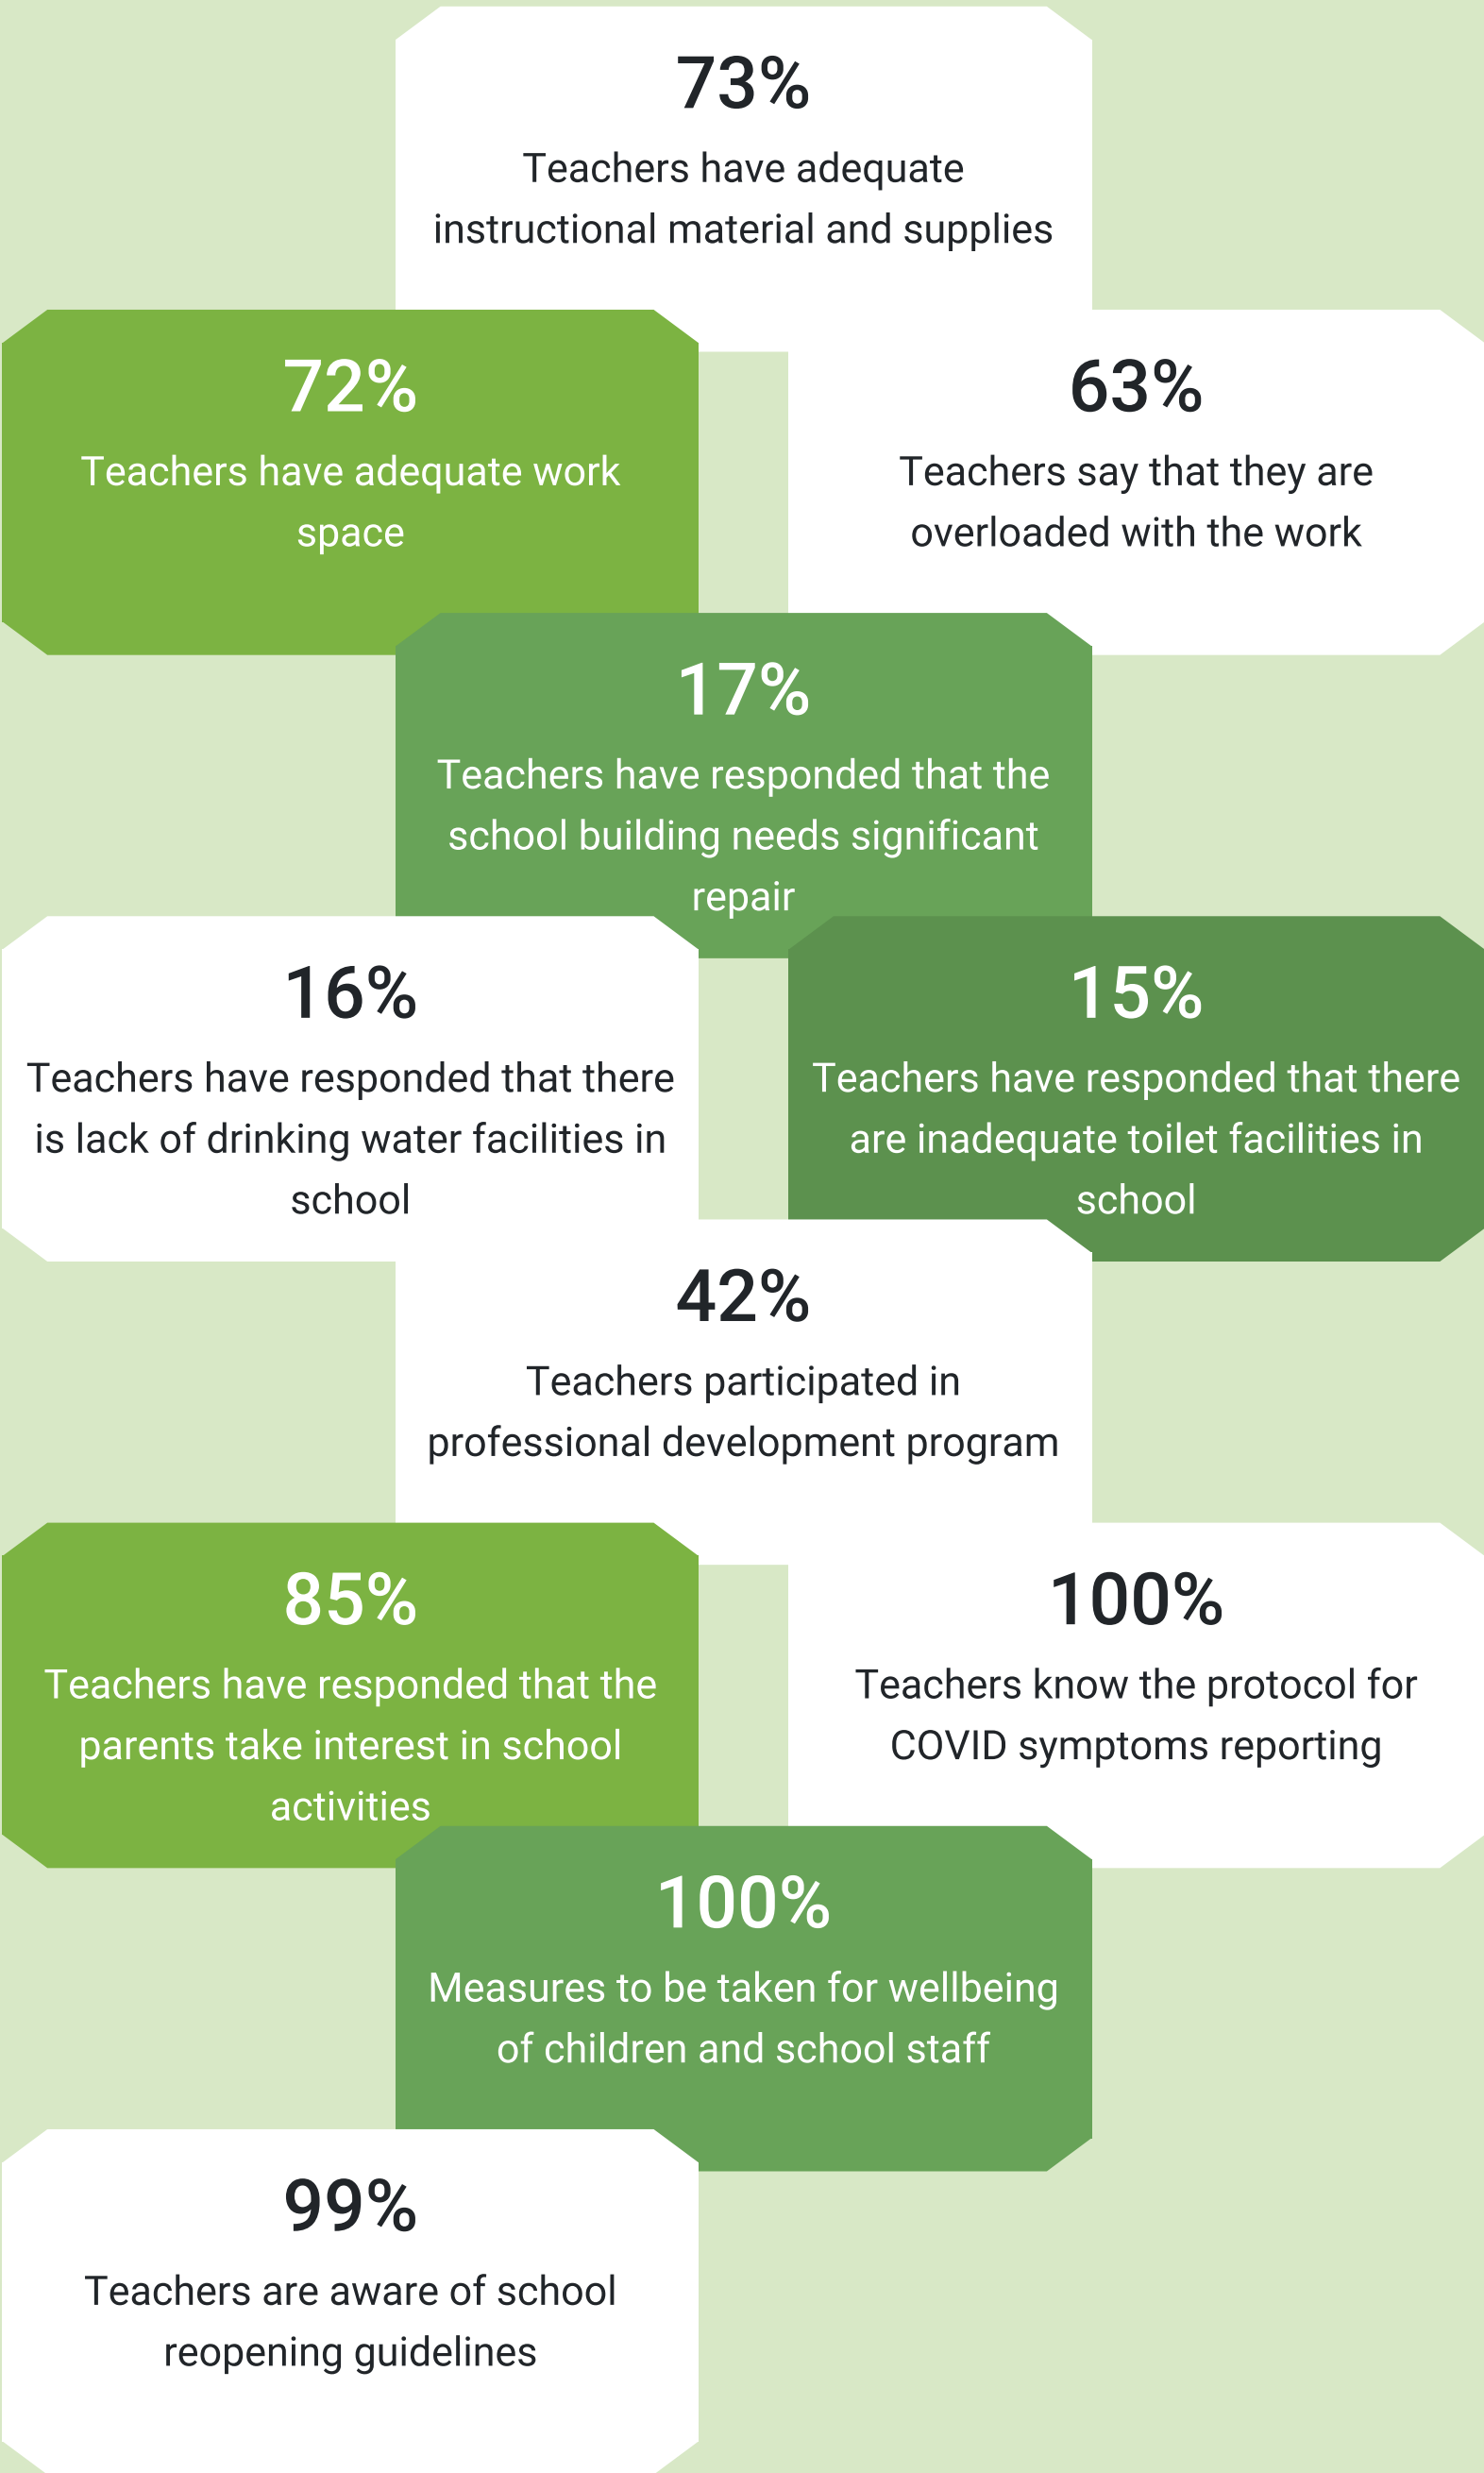 73%
Teachers have adequate
instructional material and supplies
72%
Teachers have adequate work
space
63%
Teachers say that they are
overloaded with the work
17%
Teachers have responded that the
school building needs significant
repair
16%
Teachers have responded that there
is lack of drinking water facilities in
school
15%
Teachers have responded that there
are inadequate toilet facilities in
school
42%
Teachers participated in
professional development program
85%
Teachers have responded that the
parents take interest in school
activities
100%
Teachers know the protocol for
COVID symptoms reporting
100%
Measures to be taken for wellbeing
of children and school staff
99%
Teachers are aware of school
reopening guidelines